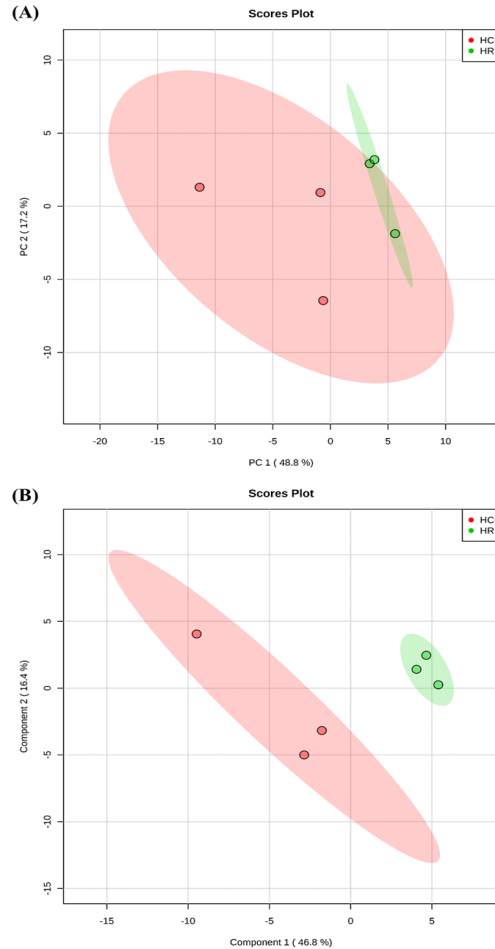 (A)
Scores Plot
HC
HR
10
5
0
-5
-10
PC 2 ( 17.2 %)
-20
-15
-10
-5
0
5
10
PC 1 ( 48.8 %)
(B)
Scores Plot
HC
HR
10
5
0
-5
-10
-15
Component 2 ( 16.4 %)
-15
-10
-5
0
5
Component 1 ( 46.8 %)